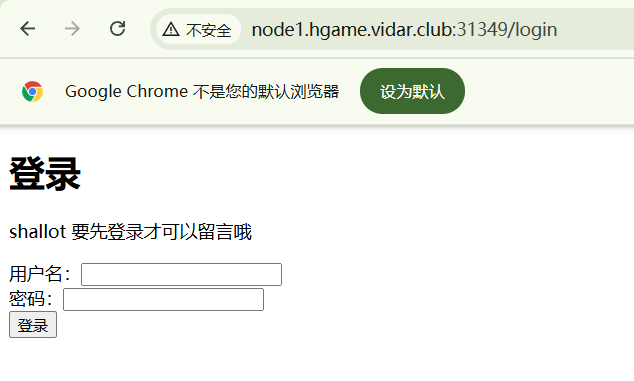 不安全 node1.hgame.vidar.club:31349/login
Google Chrome 不是您的默认浏览器 设为默认
登录
shallot 要先登录才可以留言哦
用户名：
密码：
登录